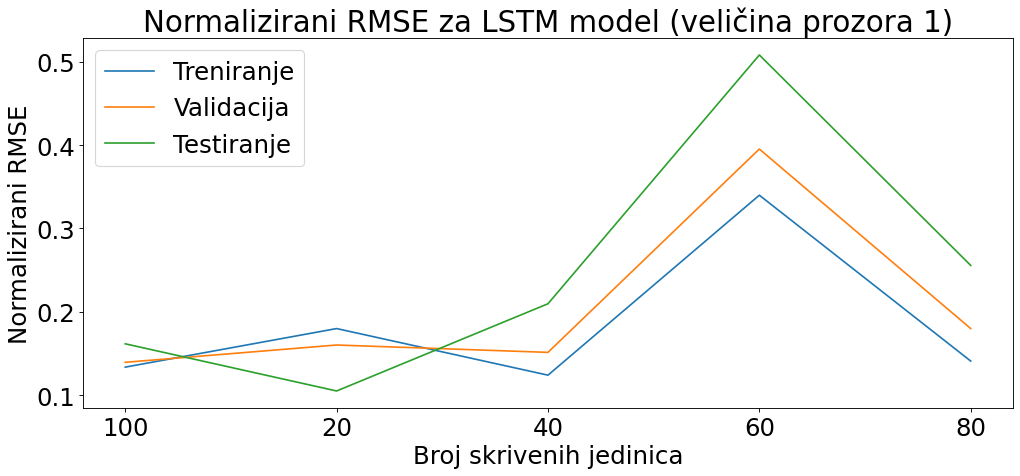 Normalizirani RMSE za LSTM model (veličina prozora 1)
Treniranje
Validacija
Testiranje
Normalizirani RMSE
0.5
0.4
0.3
0.2
0.1
100 20 40 60 80
Broj skrivenih jedinica